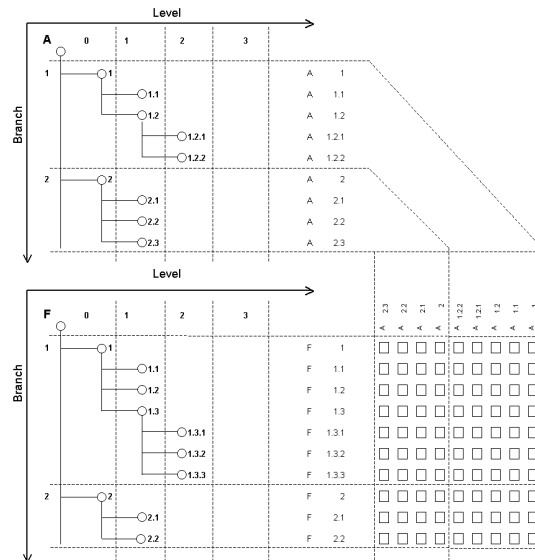 Level
A 0 1 2 3
Branch
1 1 A 1
1.1 A 1.1
1.2 A 1.2
1.2.1 A 1.2.1
1.2.2 A 1.2.2
2 2 A 2
2.1 A 2.1
2.2 A 2.2
2.3 A 2.3
Level
F 0 1 2 3
A 2.3
A 2.2
A 2.1
A 2
A 1.2.2
A 1.2.1
A 1.2
A 1.1
A 1
Branch
1 1 F 1
1.1 F 1.1
1.2 F 1.2
1.3 F 1.3
1.3.1 F 1.3.1
1.3.2 F 1.3.2
1.3.3 F 1.3.3
2 2 F 2
2.1 F 2.1
2.2 F 2.2